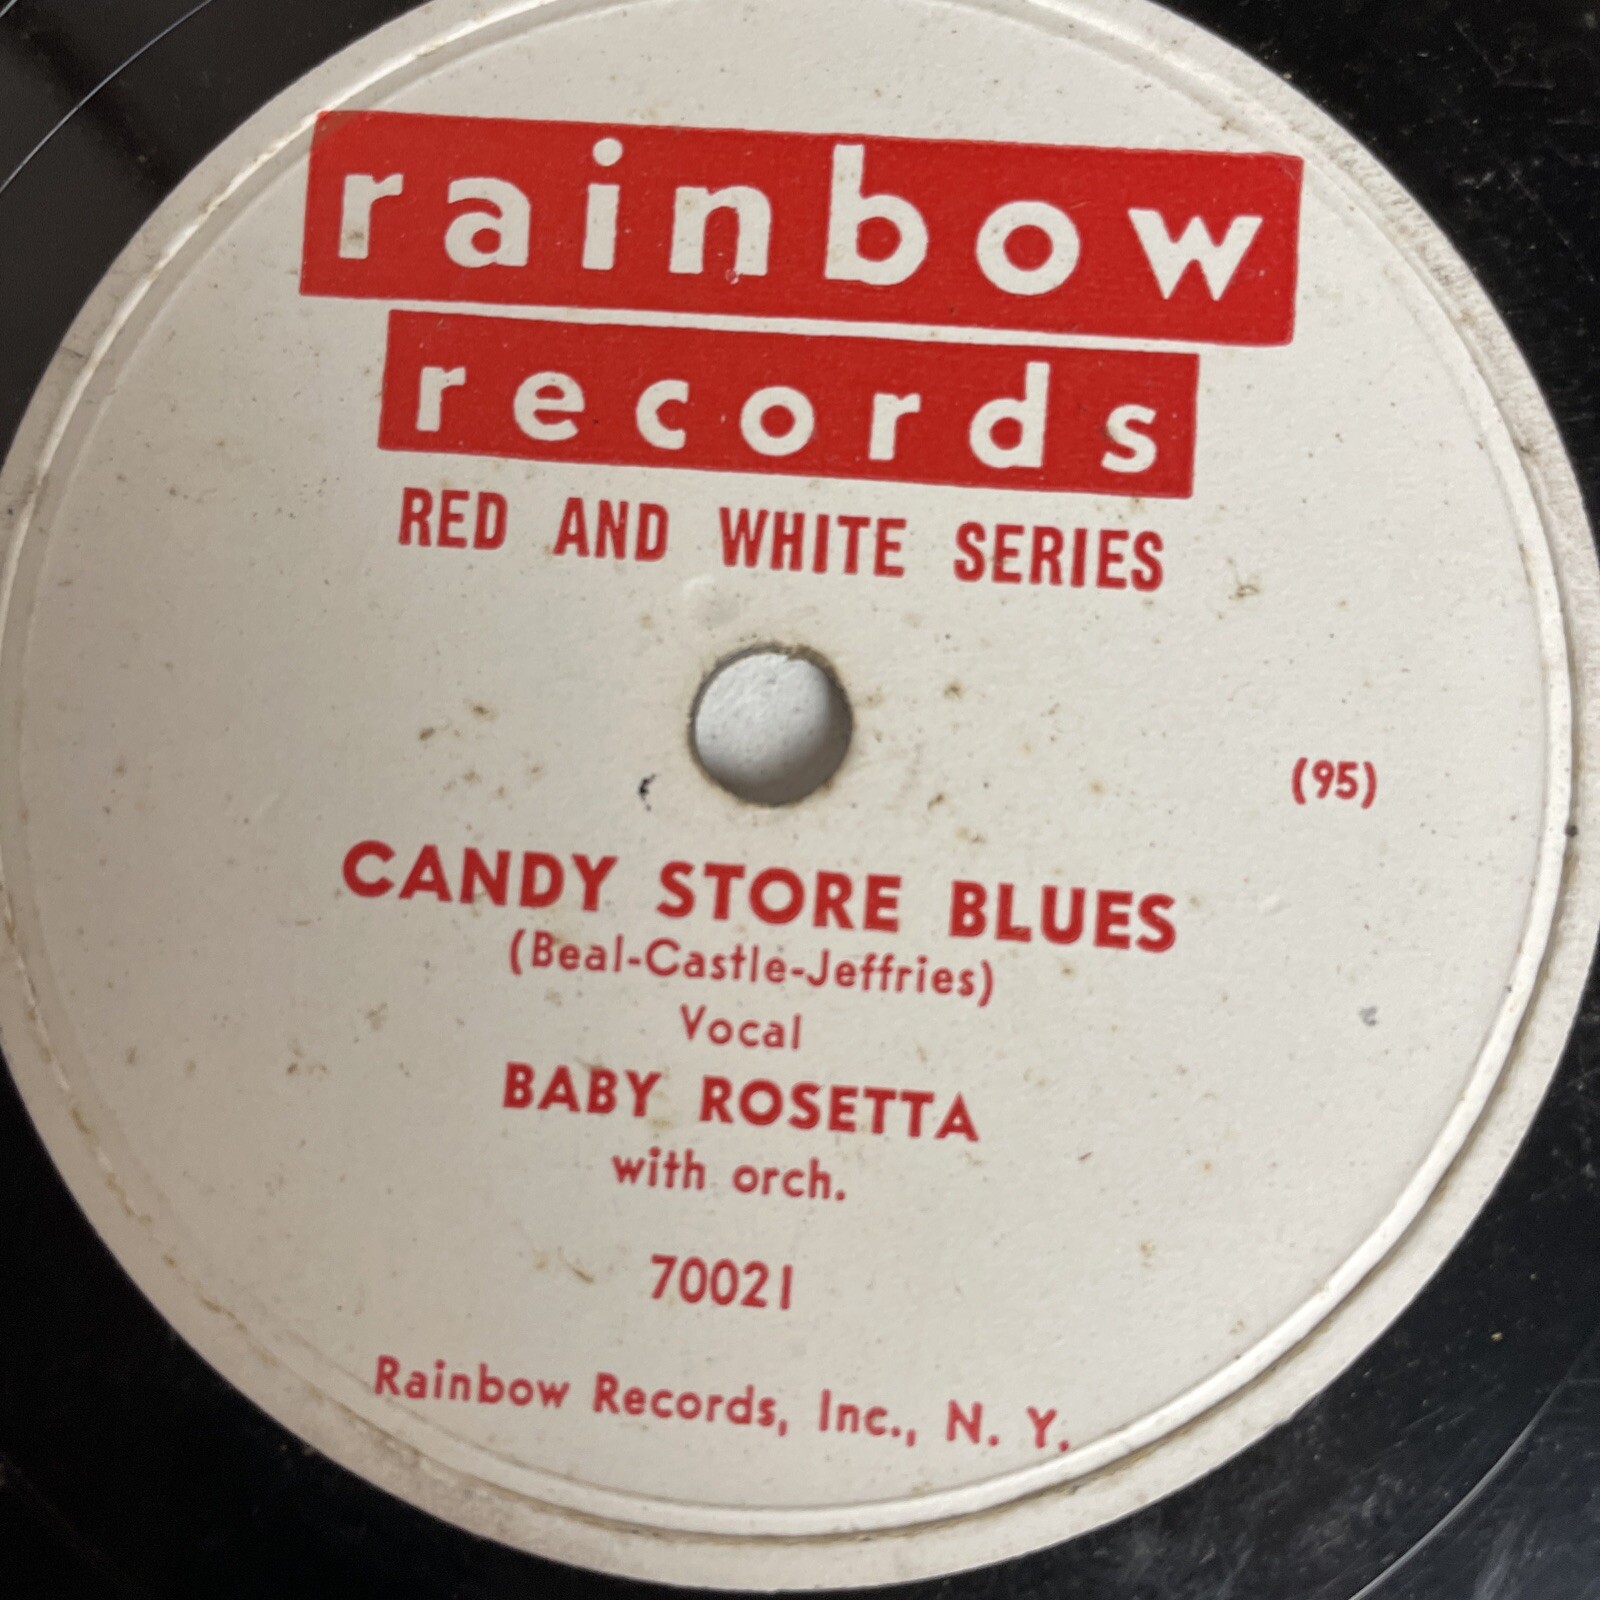 rainbow
records
RED AND WHITE SERIES
(95)
CANDY STORE BLUES
(Beal-Castle-Jeffries)
Vocal
BABY ROSETTA
with orch.
70021
Rainbow Records, Inc., N. Y.